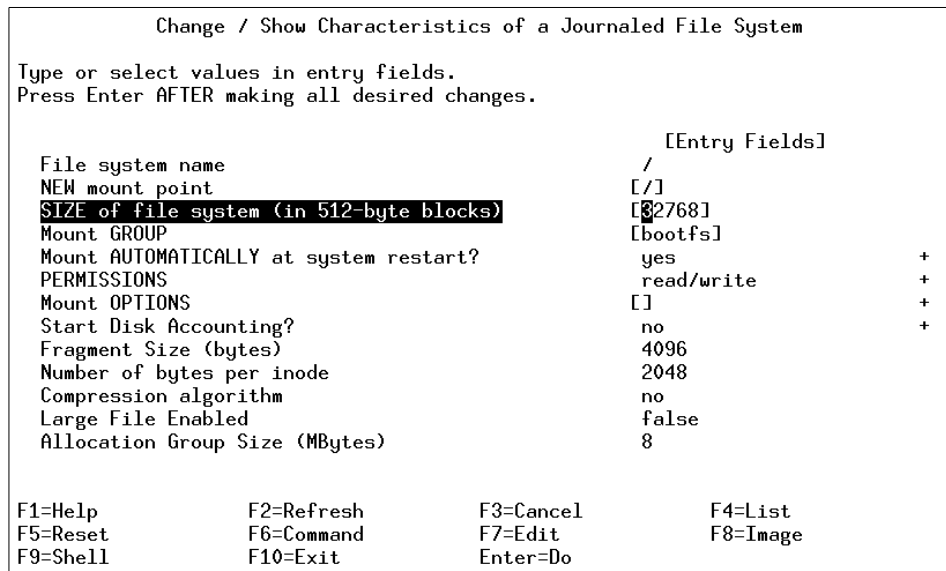 Change / Show Characteristics of a Journaled File System
Type or select values in entry fields.
Press Enter AFTER making all desired changes.
[Entry Fields]
File system name /
NEW mount point [/]
SIZE of file system (in 512-byte blocks) [32768]
Mount GROUP [bootfs]
Mount AUTOMATICALLY at system restart? yes +
PERMISSIONS read/write +
Mount OPTIONS [] +
Start Disk Accounting? no +
Fragment Size (bytes) 4096
Number of bytes per inode 2048
Compression algorithm no
Large File Enabled false
Allocation Group Size (MBytes) 8
F1=Help F2=Refresh F3=Cancel F4=List
F5=Reset F6=Command F7=Edit F8=Image
F9=Shell F10=Exit Enter=Do